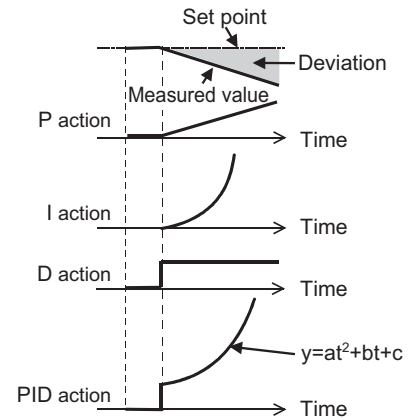 Set point
Deviation
Measured value
P action
Time
I action
Time
D action
Time
y=at²+bt+c
PID action
Time